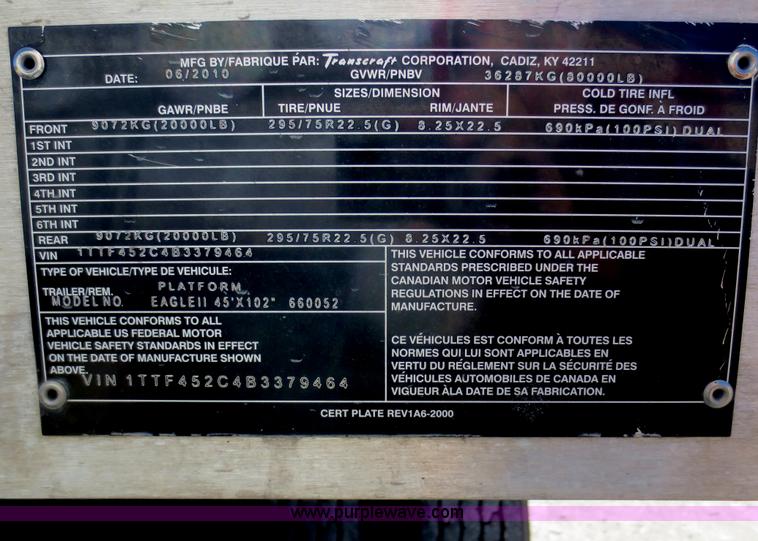 MFG BY/FABRIQUE PAR: Transcraft CORPORATION, CADIZ, KY 42211
DATE: 06/2010 GVWR/PNBV 36287KG(80000LB)
SIZES/DIMENSION COLD TIRE INFL
GAWR/PNBE TIRE/PNUE RIM/JANTE PRESS. DE GONF. À FROID
FRONT 9072KG(20000LB) 295/75R22.5(G) 8.25X22.5 690kPa(100PSI)DUAL
1ST INT
2ND INT
3RD INT
4TH INT
5TH INT
6TH INT
REAR 9072KG(20000LB) 295/75R22.5(G) 8.25X22.5 690kPa(100PSI)DUAL
VIN 1TTF452C4B3379464
TYPE OF VEHICLE/TYPE DE VEHICULE:
TRAILER/REM. PLATFORM
MODEL NO. EAGLEII 45'X102" 660052
THIS VEHICLE CONFORMS TO ALL
APPLICABLE US FEDERAL MOTOR
VEHICLE SAFETY STANDARDS IN EFFECT
ON THE DATE OF MANUFACTURE SHOWN
ABOVE.
VIN 1TTF452C4B3379464
THIS VEHICLE CONFORMS TO ALL APPLICABLE
STANDARDS PRESCRIBED UNDER THE
CANADIAN MOTOR VEHICLE SAFETY
REGULATIONS IN EFFECT ON THE DATE OF
MANUFACTURE.
CE VÉHICULES EST CONFORM À TOUTES LES
NORMES QUI LUI SONT APPLICABLES EN
VERTU DU RÉGLEMENT SUR LA SÉCURITÉ DES
VÉHICULES AUTOMOBILES DE CANADA EN
VIGUEUR ÀLA DATE DE SA FABRICATION.
CERT PLATE REV1A6-2000
www.purplewave.com